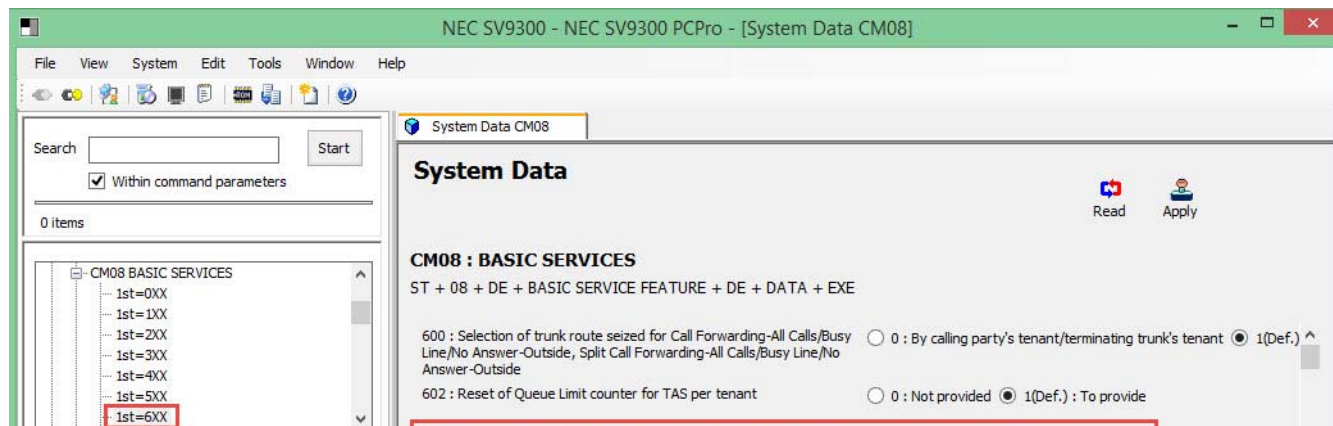 NEC SV9300 - NEC SV9300 PCPro - [System Data CM08]
File View System Edit Tools Window Help
System Data CM08
Search Start
Within command parameters
0 items
System Data
Read Apply
CM08 : BASIC SERVICES
ST + 08 + DE + BASIC SERVICE FEATURE + DE + DATA + EXE
CM08 BASIC SERVICES
1st=0XX
1st=1XX
1st=2XX
1st=3XX
1st=4XX
1st=5XX
1st=6XX
600 : Selection of trunk route seized for Call Forwarding-All Calls/Busy
Line/No Answer-Outside, Split Call Forwarding-All Calls/Busy Line/No
Answer-Outside
0 : By calling party's tenant/terminating trunk's tenant 1(Def.)
602 : Reset of Queue Limit counter for TAS per tenant
0 : Not provided 1(Def.) : To provide